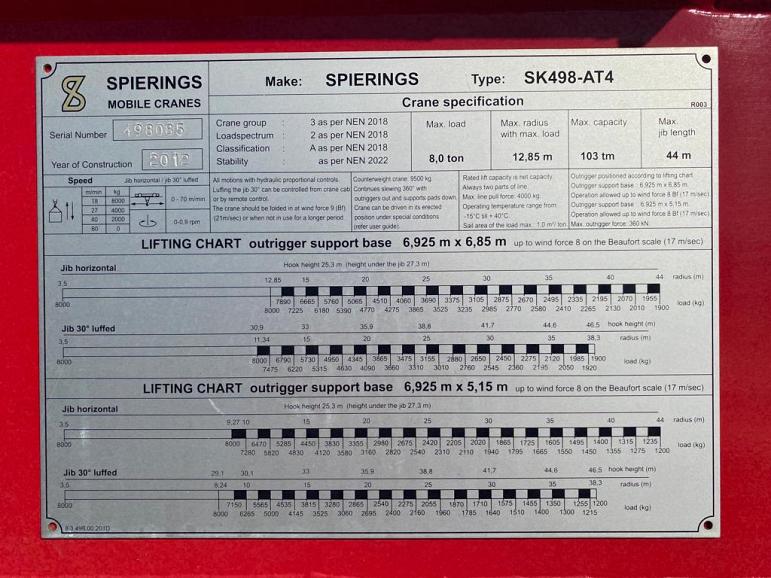 SPIERINGS
MOBILE CRANES
Make: SPIERINGS Type: SK498-AT4
Crane specification
R003
Serial Number 498085
Year of Construction 2012
Crane group : 3 as per NEN 2018
Loadspectrum : 2 as per NEN 2018
Classification : A as per NEN 2018
Stability : as per NEN 2022
Max. load
8,0 ton
Max. radius
with max. load
12,85 m
Max. capacity
103 tm
Max.
jib length
44 m
Speed Jib horizontal / jib 30° luffed
m/min kg
18 8000
27 4000
40 2000
80 0
0 - 70 m/min
0-0,9 rpm
All motions with hydraulic proportional controls.
Luffing the jib 30° can be controlled from crane cab
or by remote control.
The crane should be folded at wind force 9 (Bf)
(21m/sec) or when not in use for a longer period.
Counterweight crane: 9500 kg.
Continues slewing 360° with
outriggers out and supports pads down.
Crane can be driven in its erected
position under special conditions
(refer user guide).
Rated lift capacity is net capacity.
Always two parts of line.
Max. line pull force: 4000 kg.
Operating temperature range from:
-15°C till + 40°C.
Sail area of the load max.: 1.0 m²/ ton.
Outrigger positioned according to lifting chart.
Outrigger support base : 6,925 m x 6,85 m.
Operation allowed up to wind force 8 Bf (17 m/sec).
Outrigger support base : 6,925 m x 5,15 m.
Operation allowed up to wind force 8 Bf (17 m/sec).
Max. outrigger force: 360 kN.
LIFTING CHART outrigger support base 6,925 m x 6,85 m up to wind force 8 on the Beaufort scale (17 m/sec)
Jib horizontal Hook height 25,3 m (height under the jib 27,3 m)
3,5 12,85 15 20 25 30 35 40 44 radius (m)
8000 7890 6665 5760 5065 4510 4060 3690 3375 3105 2875 2670 2495 2335 2195 2070 1955 load (kg)
8000 7225 6180 5390 4770 4275 3865 3525 3235 2985 2770 2580 2410 2265 2130 2010 1900
Jib 30° luffed 30,9 33 35,9 38,8 41,7 44,6 46,5 hook height (m)
3,5 11,34 15 20 25 30 35 38,3 radius (m)
8000 8000 6790 5730 4950 4345 3865 3475 3155 2880 2650 2450 2275 2120 1985 1900 load (kg)
7475 6220 5315 4630 4090 3660 3310 3010 2760 2545 2360 2195 2050 1920
LIFTING CHART outrigger support base 6,925 m x 5,15 m up to wind force 8 on the Beaufort scale (17 m/sec)
Jib horizontal Hook height 25,3 m (height under the jib 27,3 m)
3,5 9,27 10 15 20 25 30 35 40 44 radius (m)
8000 8000 6470 5285 4450 3830 3355 2980 2675 2420 2205 2020 1865 1725 1605 1495 1400 1315 1235 load (kg)
7280 5820 4830 4120 3580 3160 2820 2540 2310 2110 1940 1795 1665 1550 1450 1355 1275 1200
Jib 30° luffed 29,1 30,1 33 35,9 38,8 41,7 44,6 46,5 hook height (m)
3,5 8,24 10 15 20 25 30 35 38,3 radius (m)
8000 7150 5565 4535 3815 3280 2865 2540 2275 2055 1870 1710 1575 1455 1350 1255 1200 load (kg)
8000 6265 5000 4145 3525 3060 2695 2400 2160 1960 1785 1640 1510 1400 1300 1215